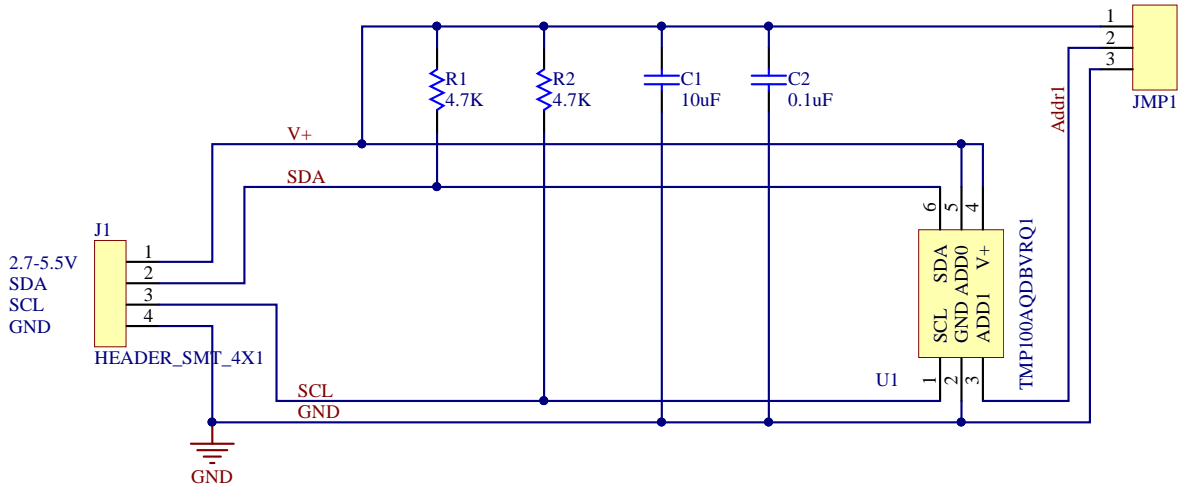 1
2
3
JMP1
R1
4.7K
R2
4.7K
C1
10uF
C2
0.1uF
Addr1
V+
SDA
J1
2.7-5.5V
SDA
SCL
GND
1
2
3
4
HEADER_SMT_4X1
6
5
4
SDA
ADD0
V+
SCL
GND
ADD1
TMP100AQDBVRQ1
U1
1
2
3
SCL
GND
GND